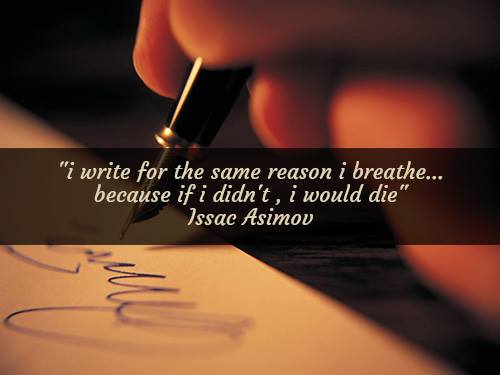 "i write for the same reason i breathe...
because if i didn't , i would die"
Issac Asimov